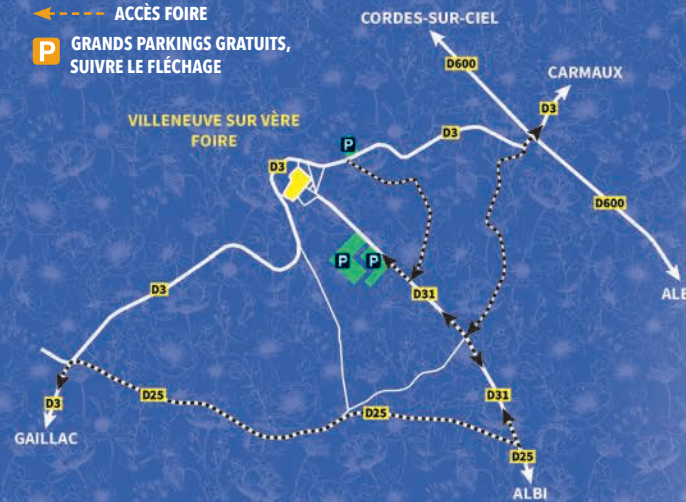 ACCÈS FOIRE
P GRANDS PARKINGS GRATUITS,
SUIVRE LE FLÉCHAGE
CORDES-SUR-CIEL
D600
CARMAUX
D3
VILLENEUVE SUR VÈRE
FOIRE
D3
P
D3
D600
P
P
D31
ALB
D3
D25
D31
D3
D25
GAILLAC
D25
ALBI